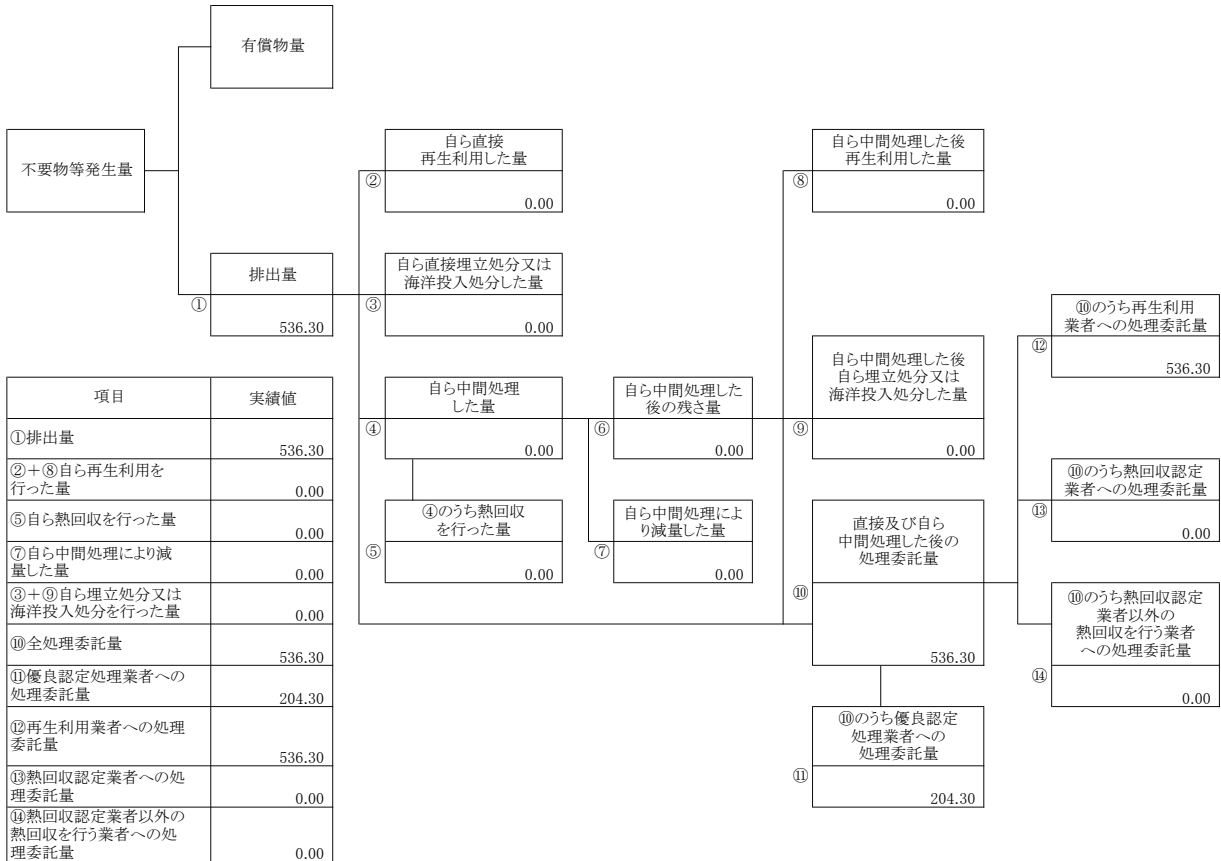 有償物量
不要物等発生量
自ら直接
再生利用した量
②
0.00
自ら中間処理した後
再生利用した量
⑧
0.00
排出量
①
536.30
自ら直接埋立処分又は
海洋投入処分した量
③
0.00
⑩のうち再生利用
業者への処理委託量
⑫
536.30
自ら中間処理
した量
④
0.00
自ら中間処理した
後の残さ量
⑥
0.00
自ら中間処理した後
自ら埋立処分又は
海洋投入処分した量
⑨
0.00
⑩のうち熱回収認定
業者への処理委託量
⑬
0.00
④のうち熱回収
を行った量
⑤
0.00
自ら中間処理によ
り減量した量
⑦
0.00
直接及び自ら
中間処理した後の
処理委託量
⑩
536.30
⑩のうち熱回収認定
業者以外の
熱回収を行う業者
への処理委託量
⑭
0.00
⑩のうち優良認定
処理業者への
処理委託量
⑪
204.30
項目 実績値
①排出量
536.30
②+⑧自ら再生利用を
行った量 0.00
⑤自ら熱回収を行った量
0.00
⑦自ら中間処理により減
量した量 0.00
③+⑨自ら埋立処分又は
海洋投入処分を行った量 0.00
⑩全処理委託量
536.30
⑪優良認定処理業者への
処理委託量 204.30
⑫再生利用業者への処理
委託量
536.30
⑬熱回収認定業者への処
理委託量 0.00
⑭熱回収認定業者以外の
熱回収を行う業者への処
理委託量 0.00